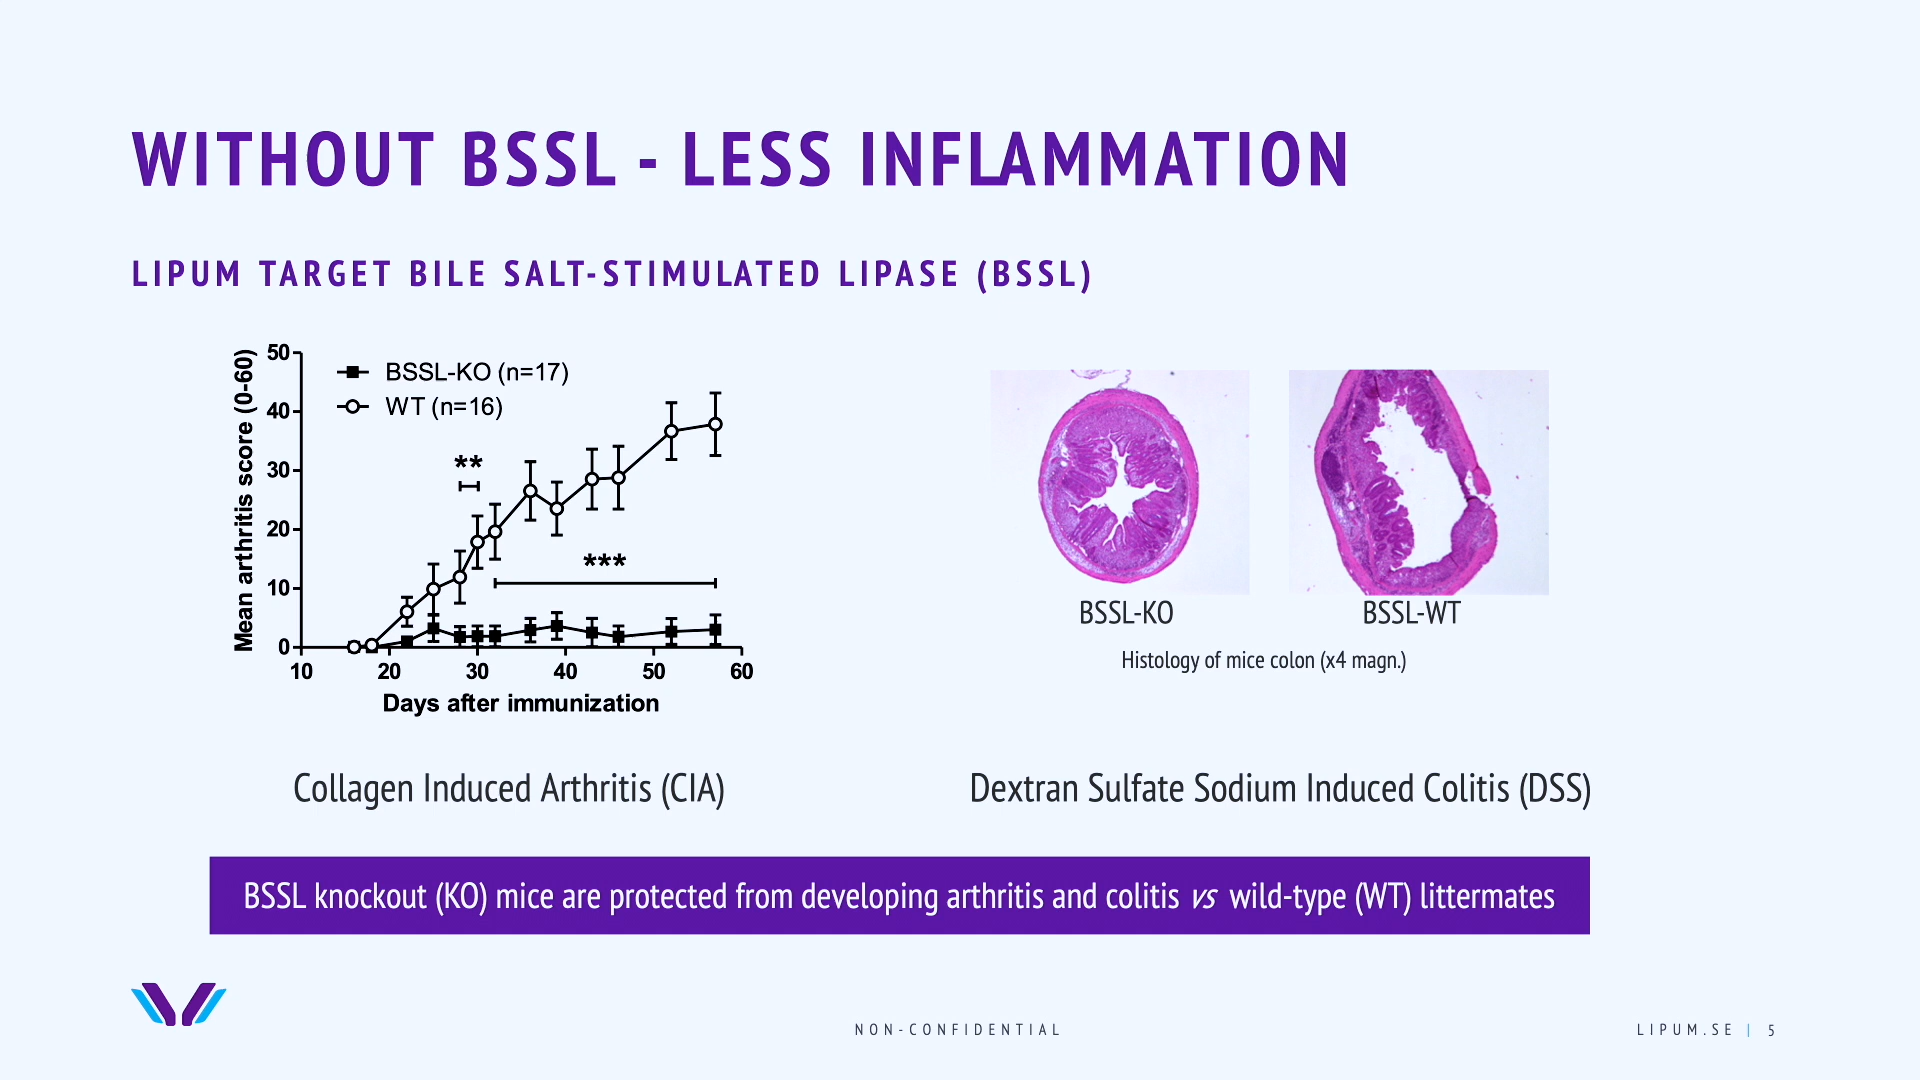 WITHOUT BSSL - LESS INFLAMMATION
LIPUM TARGET BILE SALT-STIMULATED LIPASE (BSSL)
Mean arthritis score (0-60)
50
40
30
20
10
0
BSSL-KO (n=17)
WT (n=16)
**
***
10 20 30 40 50 60
Days after immunization
Collagen Induced Arthritis (CIA)
BSSL-KO
BSSL-WT
Histology of mice colon (x4 magn.)
Dextran Sulfate Sodium Induced Colitis (DSS)
BSSL knockout (KO) mice are protected from developing arthritis and colitis vs wild-type (WT) littermates
NON-CONFIDENTIAL
LIPUM.SE | 5